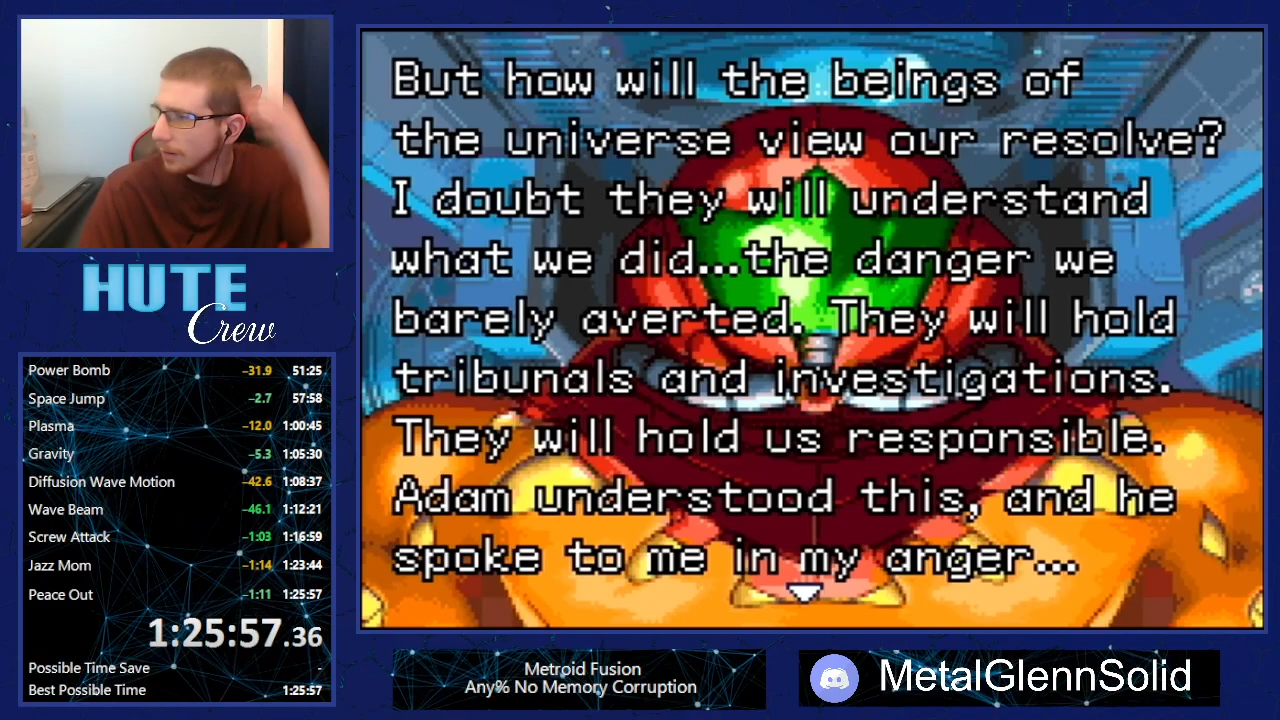 But how will the beings of
the universe view our resolve?
I doubt they will understand
what we did...the danger we
barely averted. They will hold
tribunals and investigations.
They will hold us responsible.
Adam understood this, and he
spoke to me in my anger...
HUTE
Crew
Power Bomb −31.9 51:25
Space Jump −2.7 57:58
Plasma −12.0 1:00:45
Gravity −5.3 1:05:30
Diffusion Wave Motion −42.6 1:08:37
Wave Beam −46.1 1:12:21
Screw Attack −1:03 1:16:59
Jazz Mom −1:14 1:23:44
Peace Out −1:11 1:25:57
1:25:57.36
Possible Time Save -
Best Possible Time 1:25:57
Metroid Fusion
Any% No Memory Corruption
MetalGlennSolid